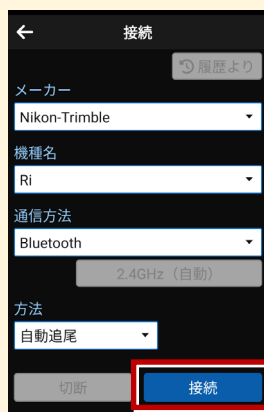 接続
履歴より
メーカー
Nikon-Trimble
機種名
Ri
通信方法
Bluetooth
2.4GHz（自動）
方法
自動追尾
切断
接続